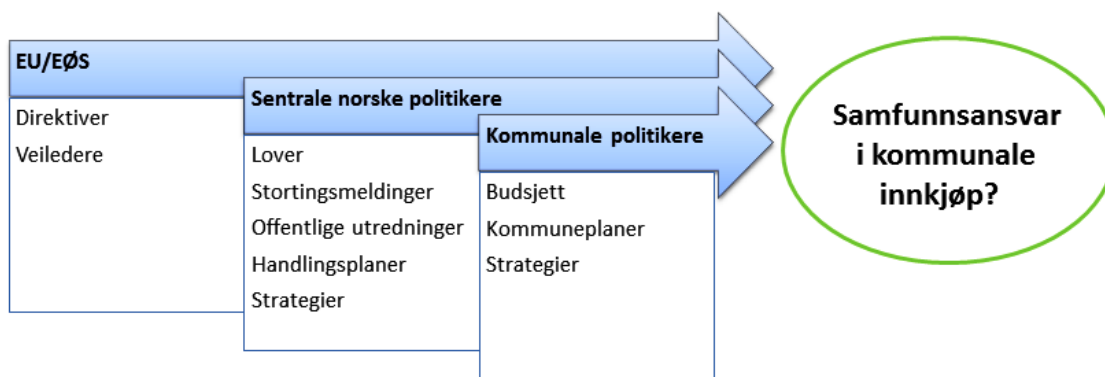 EU/EØS
Direktiver
Veiledere
Sentrale norske politikere
Lover
Stortingsmeldinger
Offentlige utredninger
Handlingsplaner
Strategier
Kommunale politikere
Budsjett
Kommuneplaner
Strategier
Samfunnsansvar
i kommunale
innkjøp?